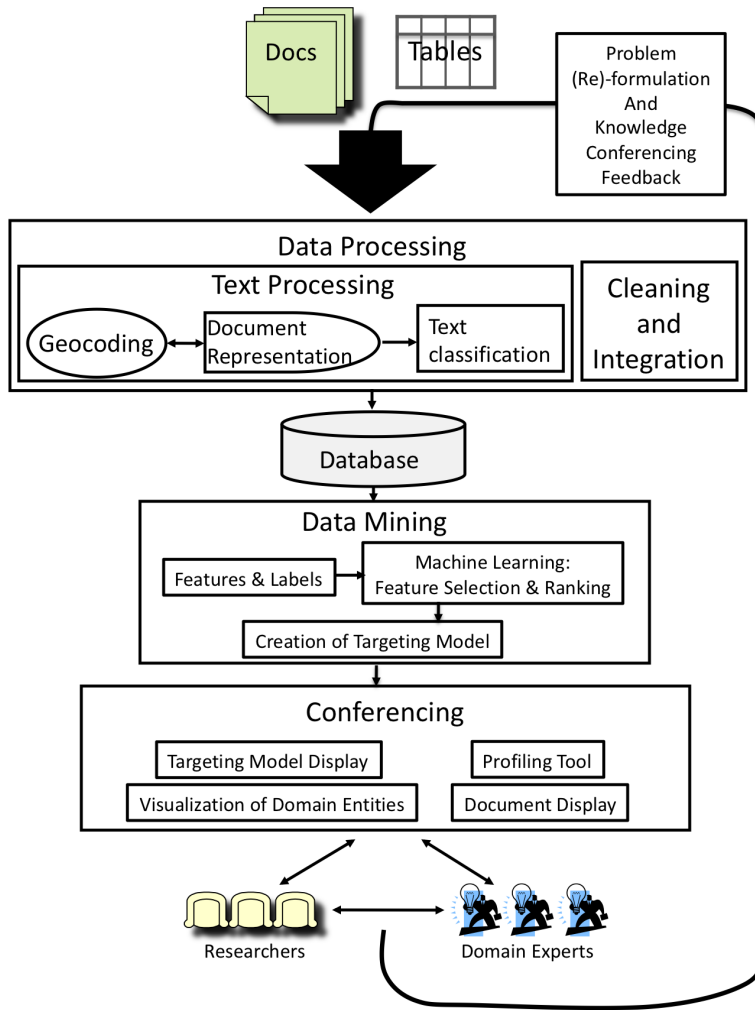 Docs
Tables
Problem
(Re)-formulation
And
Knowledge
Conferencing
Feedback
Data Processing
Text Processing
Geocoding
Document
Representation
Text
classification
Cleaning
and
Integration
Database
Data Mining
Features & Labels
Machine Learning:
Feature Selection & Ranking
Creation of Targeting Model
Conferencing
Targeting Model Display
Profiling Tool
Visualization of Domain Entities
Document Display
Researchers
Domain Experts